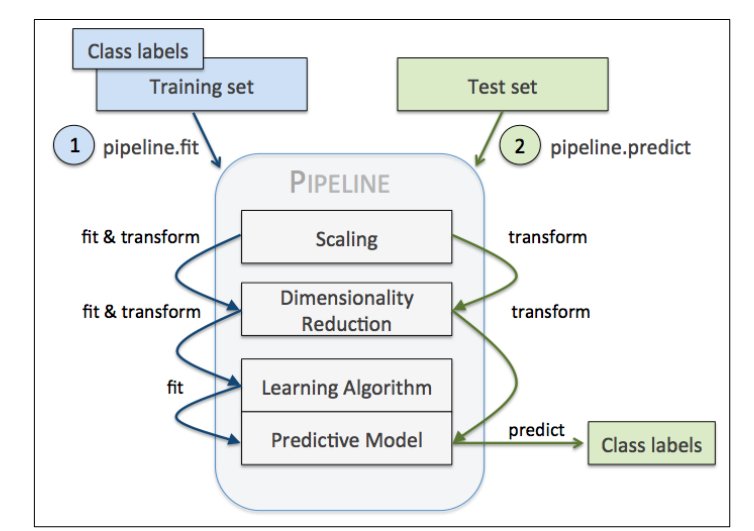 Class labels
Training set
Test set
1
pipeline.fit
2
pipeline.predict
PIPELINE
fit & transform
Scaling
transform
fit & transform
Dimensionality
Reduction
transform
fit
Learning Algorithm
Predictive Model
predict
Class labels